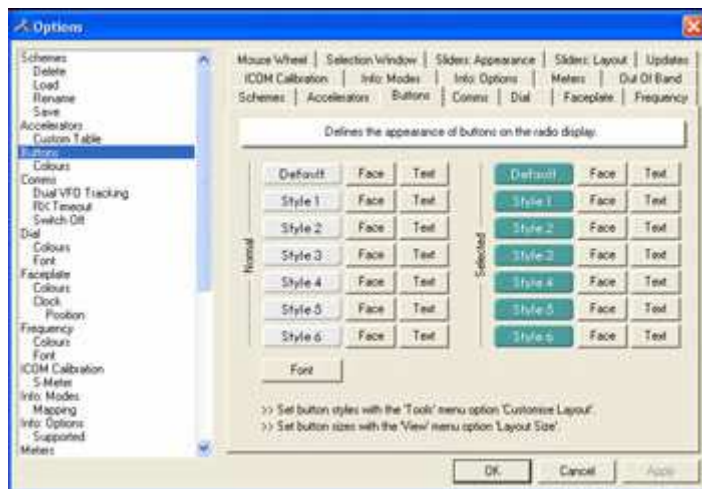 Options
Schemes
Delete
Load
Rename
Save
Accelerators
Custom Table
Buttons
Colours
Comms
Dual VFO Tracking
RX Timeout
Switch Off
Dial
Colours
Font
Faceplate
Colours
Clock
Position
Frequency
Colours
Font
ICOM Calibration
S-Meter
Info: Modes
Mapping
Info: Options
Supported
Meters
Mouse Wheel Selection Window Sliders: Appearance Sliders: Layout Updates
ICOM Calibration Info: Modes Info: Options Meters Out Of Band
Schemes Accelerators Buttons Comms Dial Faceplate Frequency
Defines the appearance of buttons on the radio display.
Normal
Default Face Text
Style 1 Face Text
Style 2 Face Text
Style 3 Face Text
Style 4 Face Text
Style 5 Face Text
Style 6 Face Text
Selected
Default Face Text
Style 1 Face Text
Style 2 Face Text
Style 3 Face Text
Style 4 Face Text
Style 5 Face Text
Style 6 Face Text
Font
>> Set button styles with the 'Tools' menu option 'Customise Layout'.
>> Set button sizes with the 'View' menu option 'Layout Size'.
OK Cancel Apply